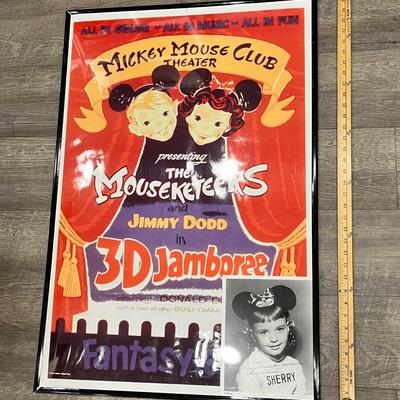 ALL IN COLOR ALL IN MUSIC ALL IN FUN
MICKEY MOUSE CLUB
THEATER
presenting
THE
MOUSEKETEERS
and
JIMMY DODD
in
3D Jamboree
DONALD
with a host of other DISNEY
Fantasy
SHERRY